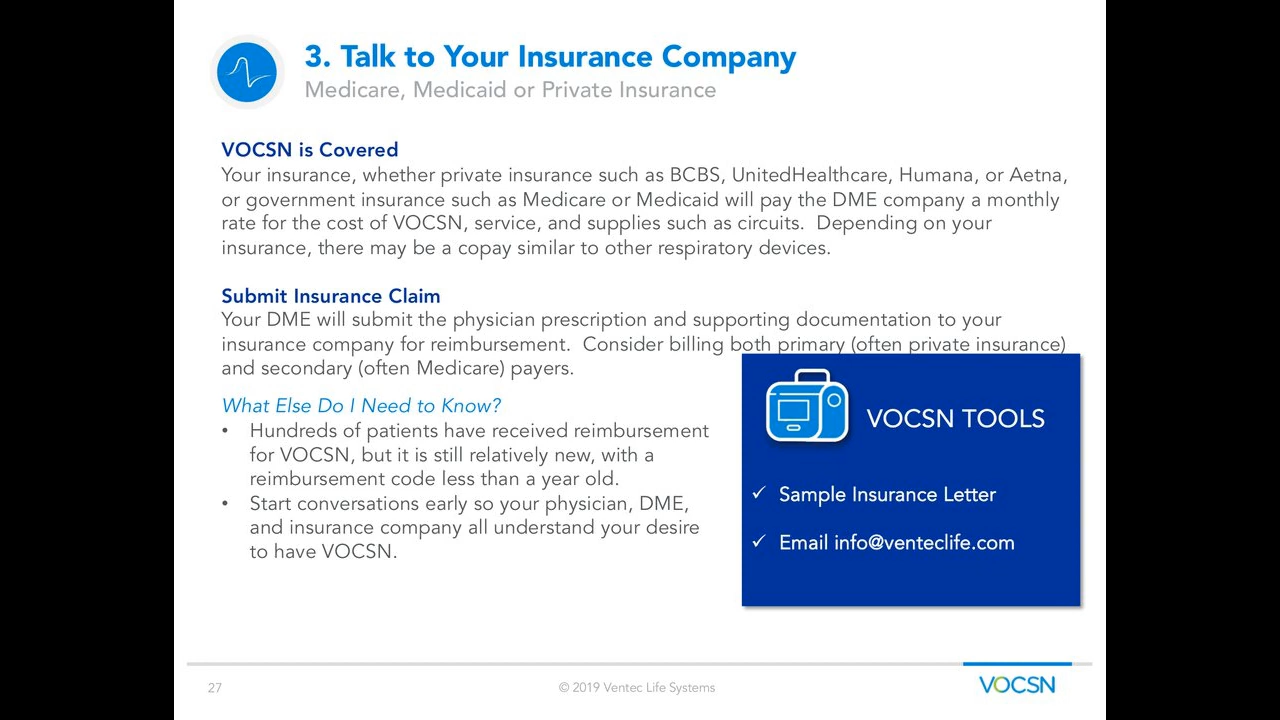 3. Talk to Your Insurance Company
Medicare, Medicaid or Private Insurance
VOCSN is Covered
Your insurance, whether private insurance such as BCBS, UnitedHealthcare, Humana, or Aetna,
or government insurance such as Medicare or Medicaid will pay the DME company a monthly
rate for the cost of VOCSN, service, and supplies such as circuits.  Depending on your
insurance, there may be a copay similar to other respiratory devices.
Submit Insurance Claim
Your DME will submit the physician prescription and supporting documentation to your
insurance company for reimbursement.  Consider billing both primary (often private insurance)
and secondary (often Medicare) payers.
What Else Do I Need to Know?
• Hundreds of patients have received reimbursement
for VOCSN, but it is still relatively new, with a
reimbursement code less than a year old.
• Start conversations early so your physician, DME,
and insurance company all understand your desire
to have VOCSN.
VOCSN TOOLS
✓ Sample Insurance Letter
✓ Email info@venteclife.com
27
© 2019 Ventec Life Systems
VOCSN